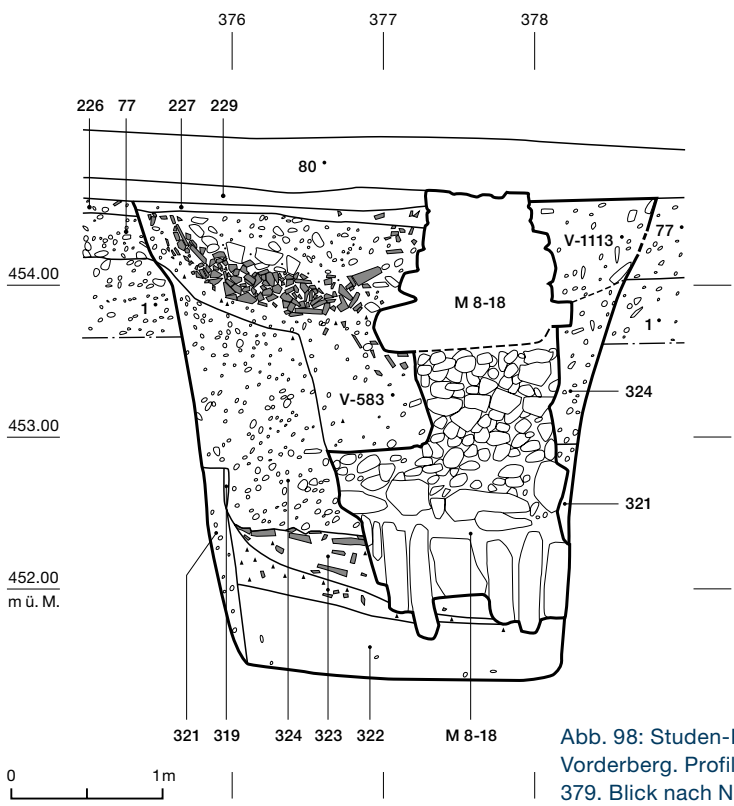 376 377 378
226 77 227 229
80
V-1113 77
454.00
M 8-18
1 1
V-583
324
453.00
321
452.00
m ü. M.
321 319 324 323 322 M 8-18
Abb. 98: Studen-
Vorderberg. Profil
379. Blick nach N
0 1m